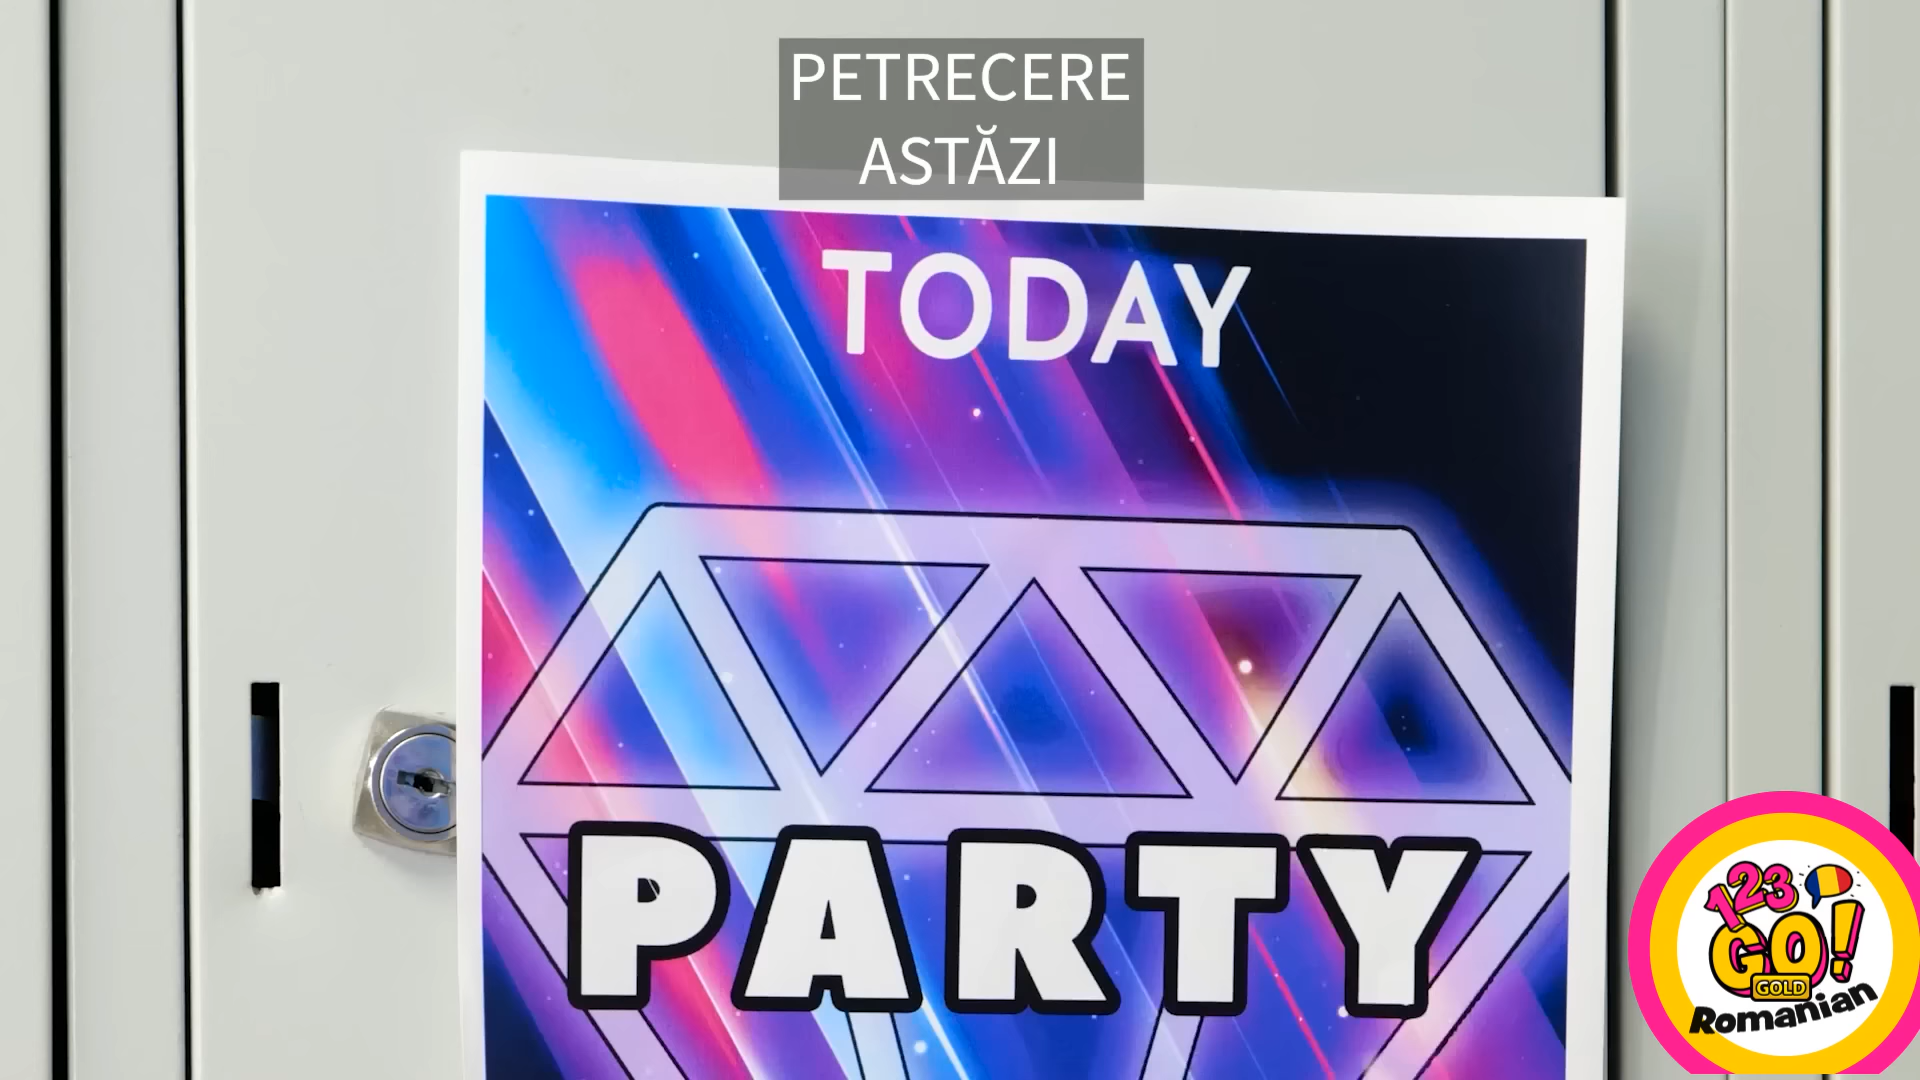 PETRECERE
ASTĂZI
TODAY
PARTY
123
GO!
GOLD
Romanian